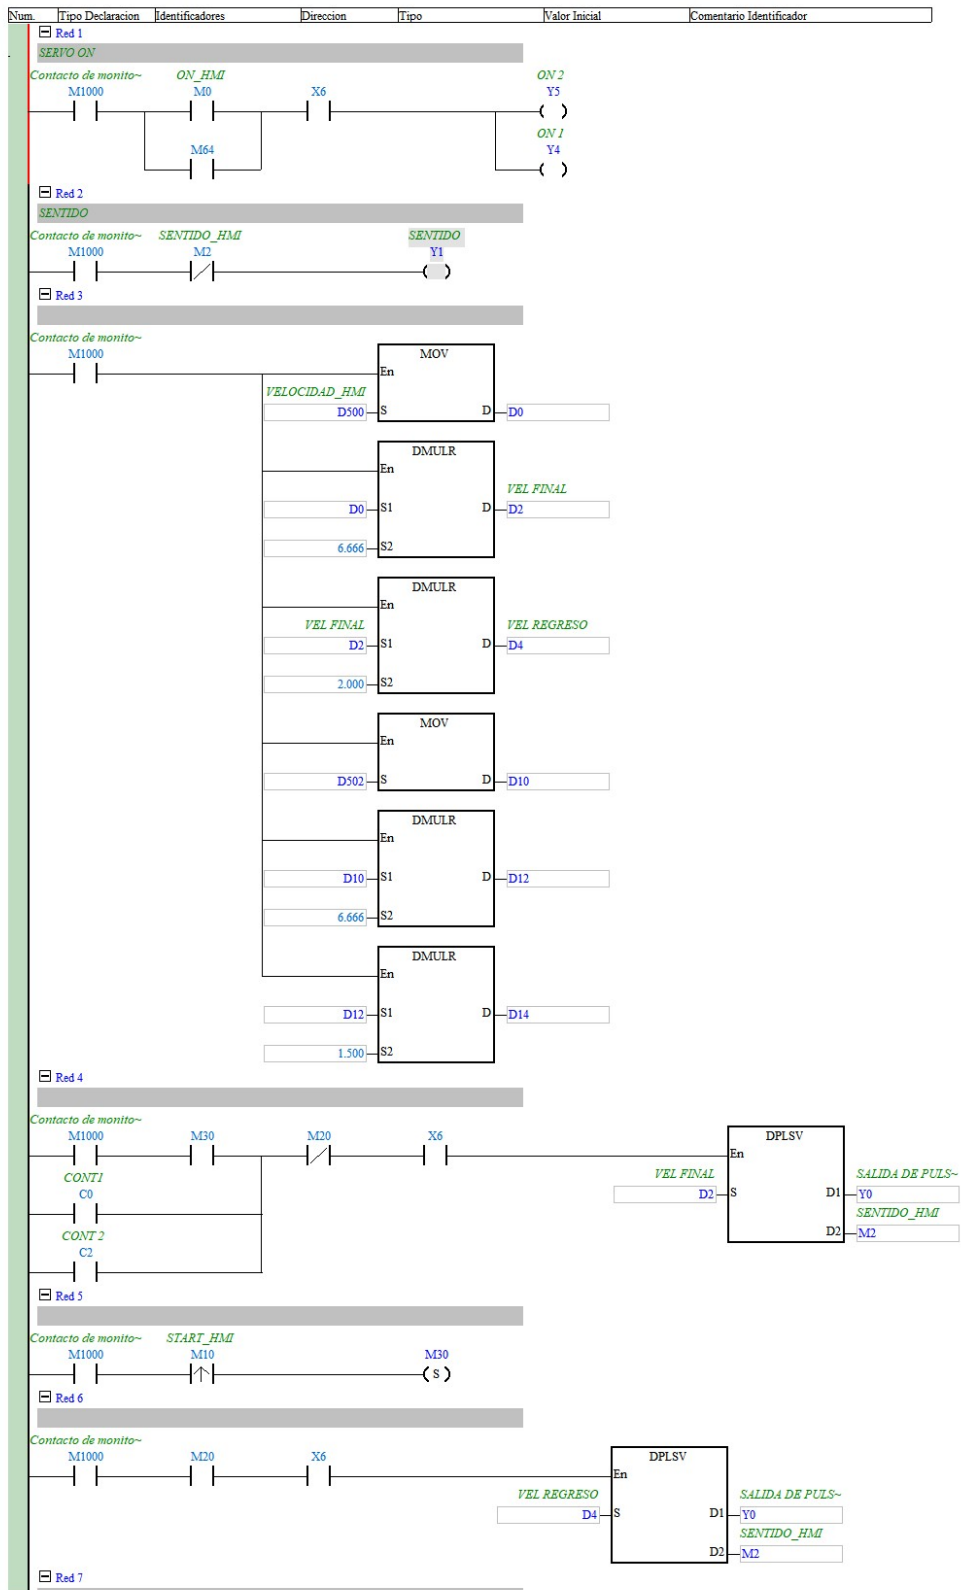 Num. Tipo Declaracion Identificadores Direccion Tipo Valor Inicial Comentario Identificador
Red 1
SERVO ON
Contacto de monito~ ON_HMI ON 2
M1000 M0 X6 Y5
ON 1
M64 Y4
Red 2
SENTIDO
Contacto de monito~ SENTIDO_HMI SENTIDO
M1000 M2 Y1
Red 3
Contacto de monito~
M1000 MOV
En
VELOCIDAD_HMI
D500 S D D0
DMULR
En
VEL FINAL
D0 S1 D D2
6.666 S2
DMULR
En
VEL FINAL VEL REGRESO
D2 S1 D D4
2.000 S2
MOV
En
D502 S D D10
DMULR
En
D10 S1 D D12
6.666 S2
DMULR
En
D12 S1 D D14
1.500 S2
Red 4
Contacto de monito~
M1000 M30 M20 X6 DPLSV
En
CONT1 VEL FINAL SALIDA DE PULS~
C0 D2 S D1 Y0
SENTIDO_HMI
CONT 2 D2 M2
C2
Red 5
Contacto de monito~ START_HMI
M1000 M10 M30
S
Red 6
Contacto de monito~
M1000 M20 X6 DPLSV
En
VEL REGRESO SALIDA DE PULS~
D4 S D1 Y0
SENTIDO_HMI
D2 M2
Red 7